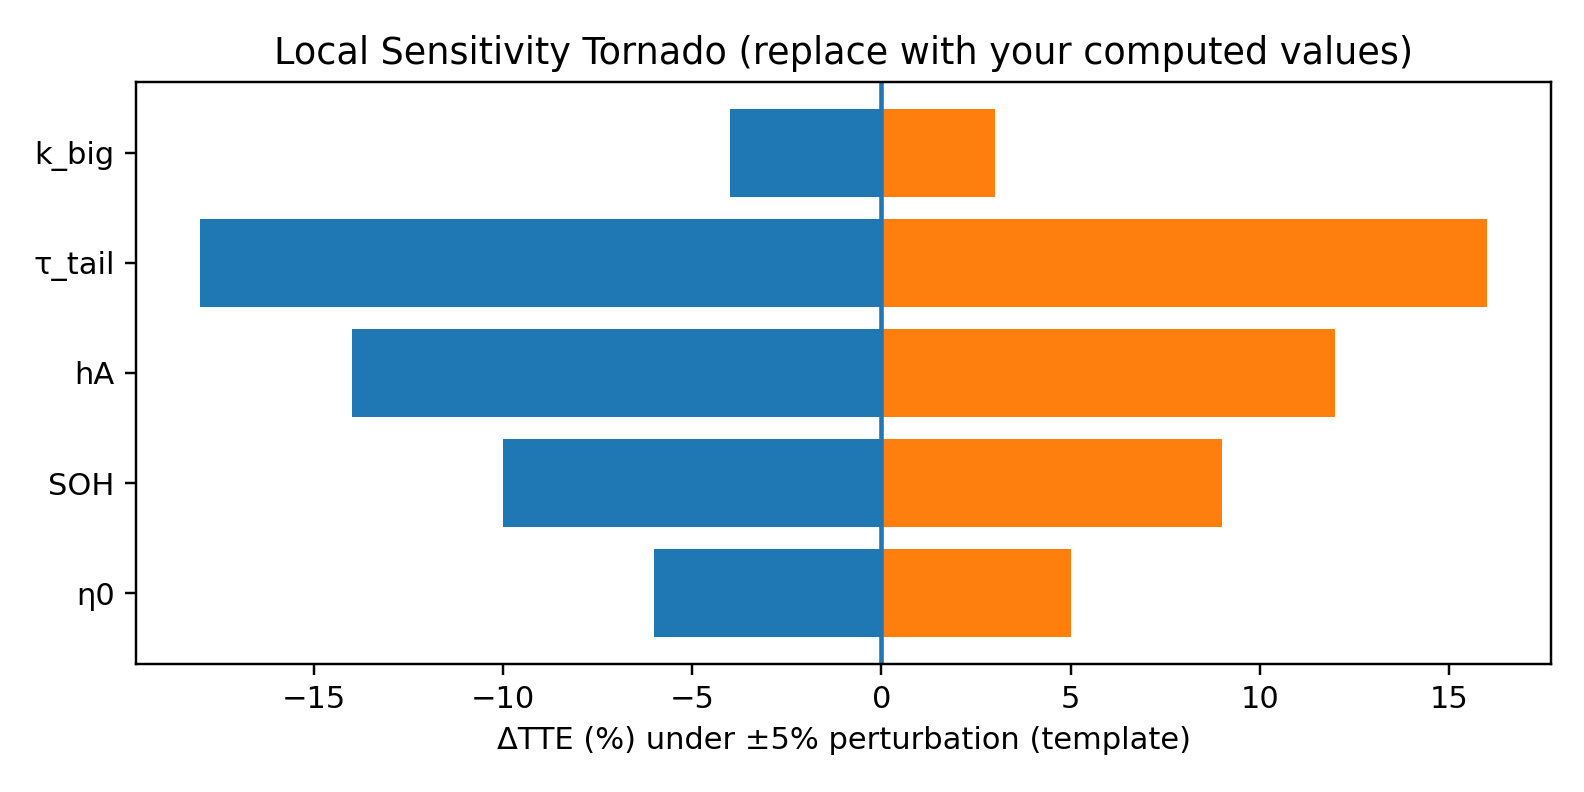 Local Sensitivity Tornado (replace with your computed values)
k_big
τ_tail
hA
SOH
η0
−15 −10 −5 0 5 10 15
ΔTTE (%) under ±5% perturbation (template)